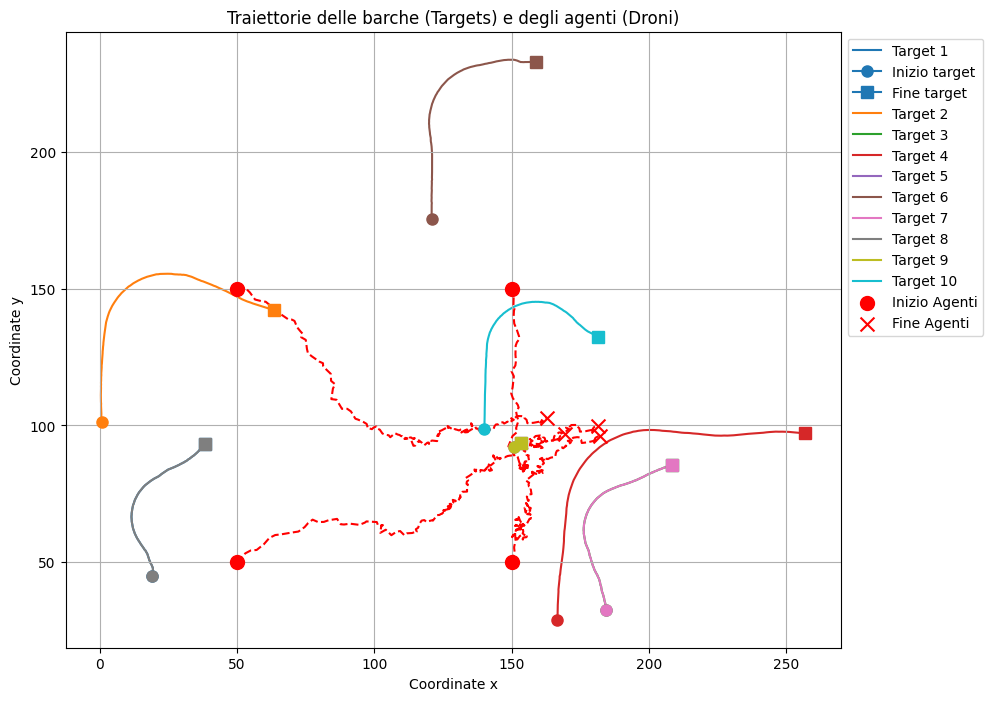 Traiettorie delle barche (Targets) e degli agenti (Droni)
Target 1
Inizio target
Fine target
Target 2
Target 3
Target 4
Target 5
Target 6
Target 7
Target 8
Target 9
Target 10
Inizio Agenti
Fine Agenti
Coordinate y
200
150
100
50
0
50
100
150
200
250
Coordinate x